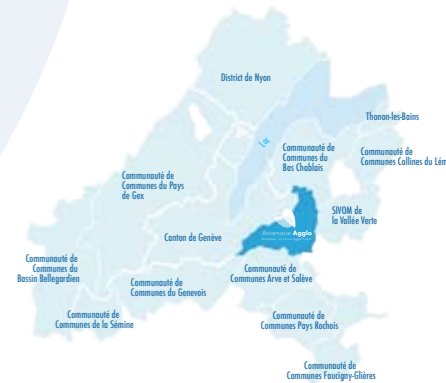 District de Nyon
Thonon-les-Bains
Lac
Communauté de
Communes du
Bas Chablais
Communauté de
Communes Collines du Lém
Communauté de
Communes du Pays
de Gex
SIVOM de
la Vallée Verte
Annemasse Agglo
Canton de Genève
Communauté de
Communes du
Bassin Bellegardien
Communauté de
Communes du Genevois
Communauté de
Communes Arve et Salève
Communauté de
Communes de la Sémine
Communauté de
Communes Pays Rochois
Communauté de
Communes Faucigny-Glières